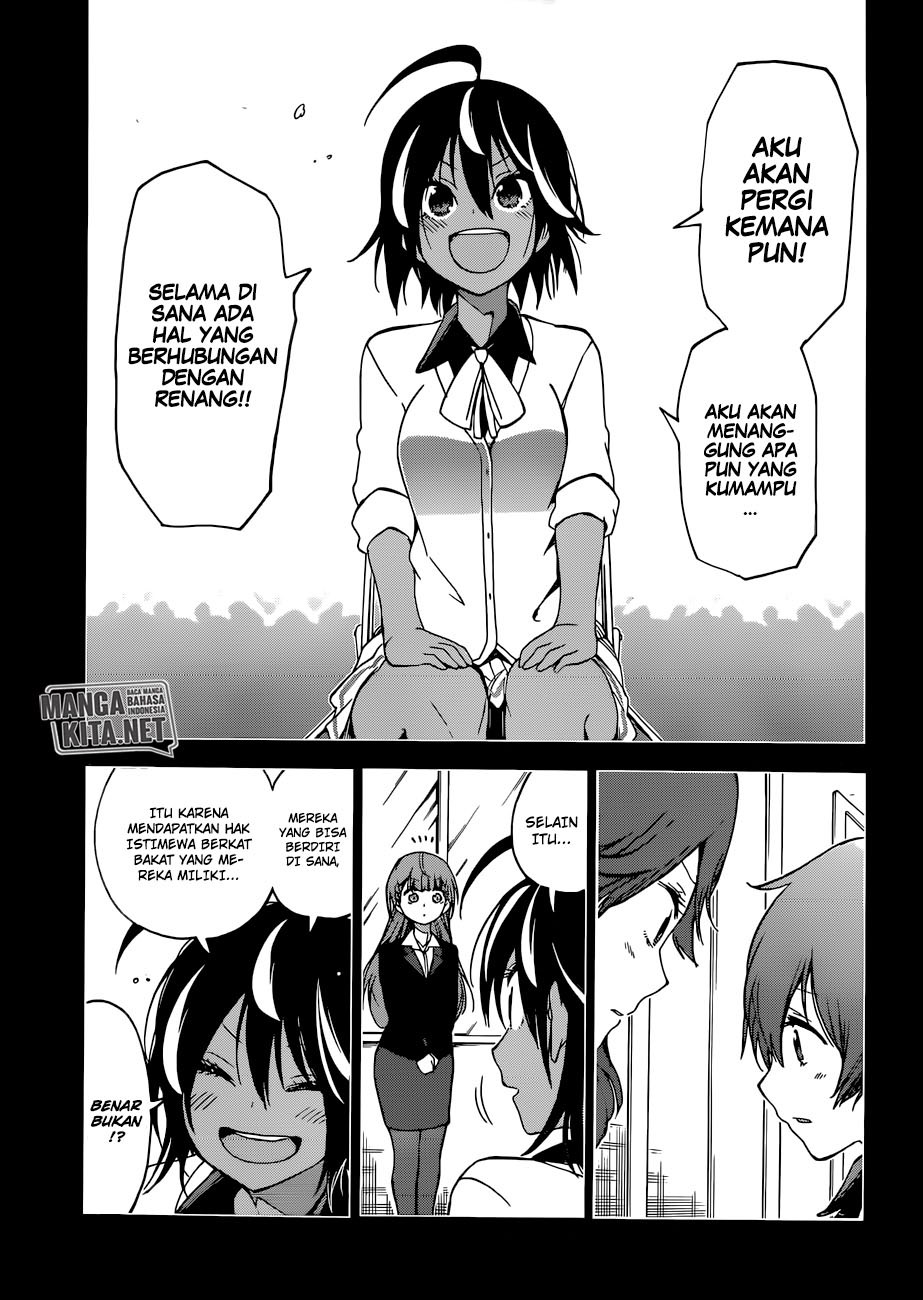 AKU
AKAN
PERGI
KEMANA
PUN!
AKU AKAN
MENANG-
GUNG APA
PUN YANG
KUMAMPU
...
SELAMA DI
SANA ADA
HAL YANG
BERHUBUNGAN
DENGAN
RENANG!!
MANGA
KITA.NET
BACA MANGA
BAHASA
INDONESIA
SELAIN
ITU...
MEREKA
YANG BISA
BERDIRI
DI SANA,
ITU KARENA
MENDAPATKAN HAK
ISTIMEWA BERKAT
BAKAT YANG ME-
REKA MILIKI...
BENAR
BUKAN
!?